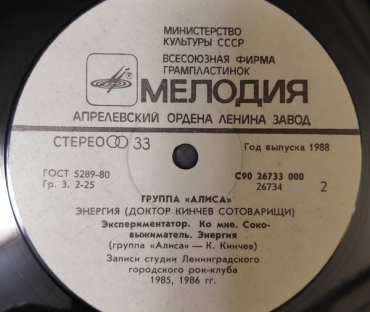 МИНИСТЕРСТВО
КУЛЬТУРЫ СССР
ВСЕСОЮЗНАЯ ФИРМА
ГРАМПЛАСТИНОК
МЕЛОДИЯ
АПРЕЛЕВСКИЙ ОРДЕНА ЛЕНИНА ЗАВОД
СТЕРЕО 33
Год выпуска 1988
ГОСТ 5289-80
С90 26733 000
Гр. 3. 2-25
26734
2
ГРУППА «АЛИСА»
ЭНЕРГИЯ (ДОКТОР КИНЧЕВ СОТОВАРИЩИ)
Экспериментатор. Ко мне. Соко-
выжиматель. Энергия
(группа «Алиса» — К. Кинчев)
Записи студии Ленинградского
городского рок-клуба
1985, 1986 гг.